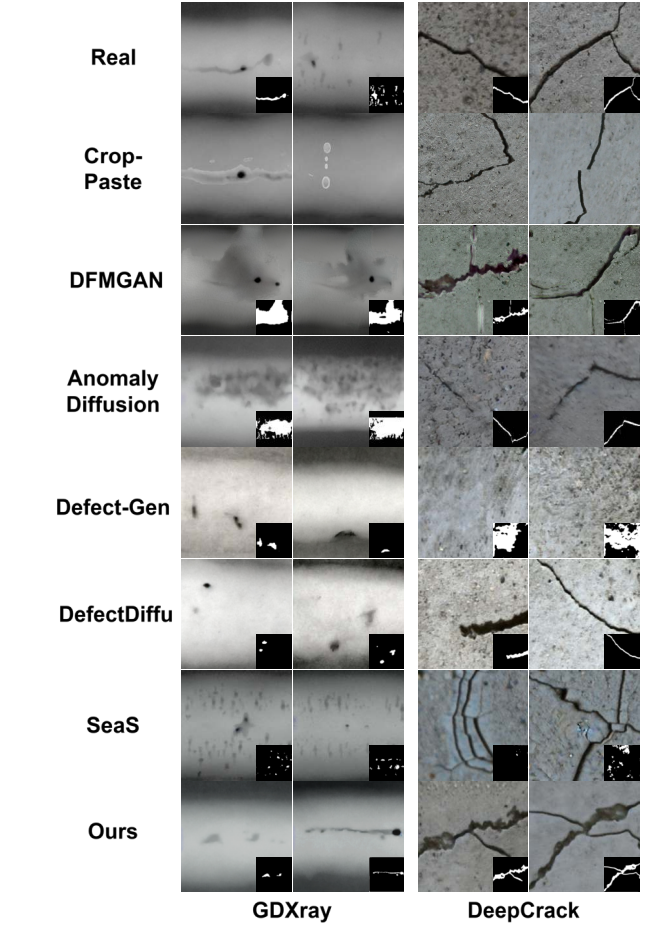 Real
Crop-
Paste
DFMGAN
Anomaly
Diffusion
Defect-Gen
DefectDiffu
SeaS
Ours
GDXray
DeepCrack